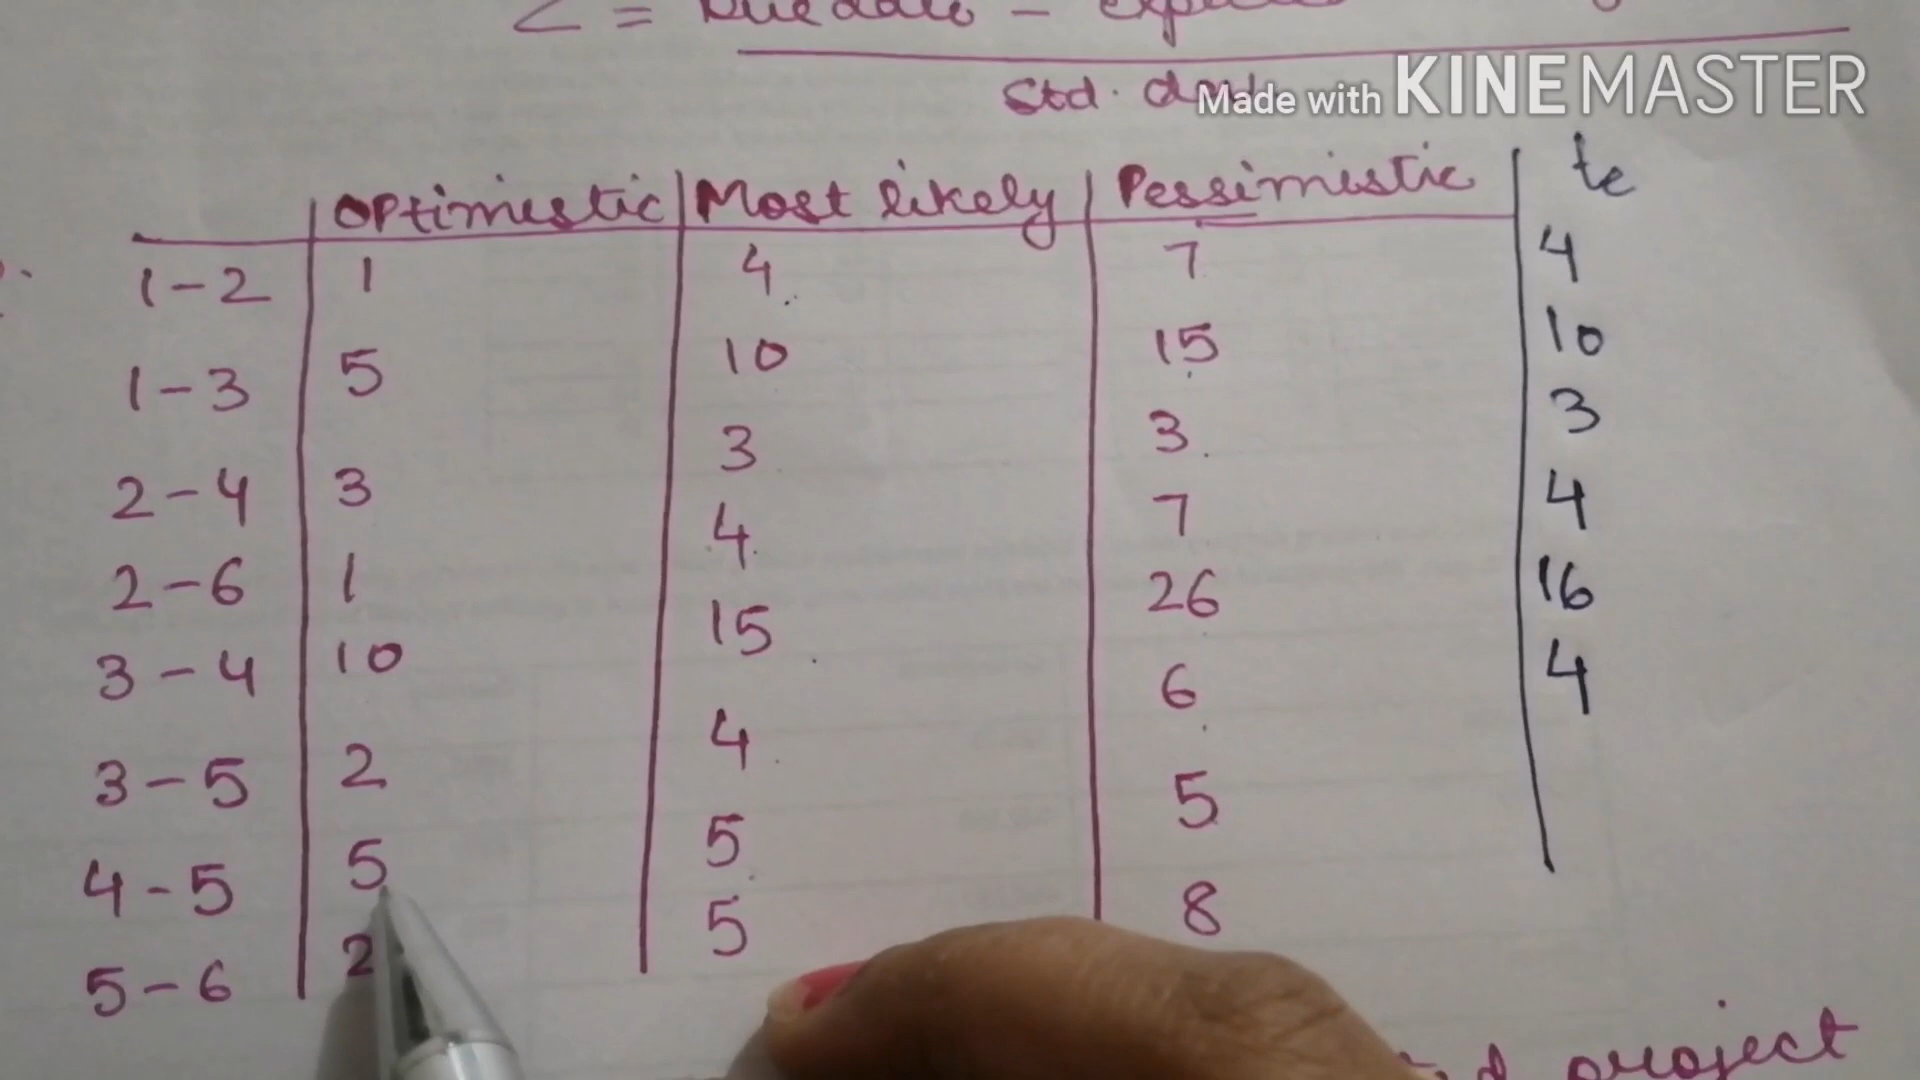 Z = Due date –
Std.
Made with KINEMASTER
Optimistic Most likely Pessimistic te
1-2 1 4 7 4
1-3 5 10 15 10
2-4 3 3 3 3
2-6 1 4 7 4
3-4 10 15 26 16
3-5 2 4 6 4
4-5 5 5 5
5-6 2 5 8
project